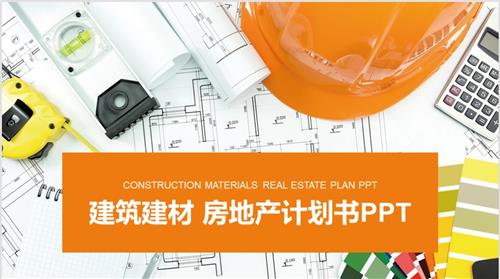 CONSTRUCTION MATERIALS REAL ESTATE PLAN PPT
建筑建材 房地产计划书PPT